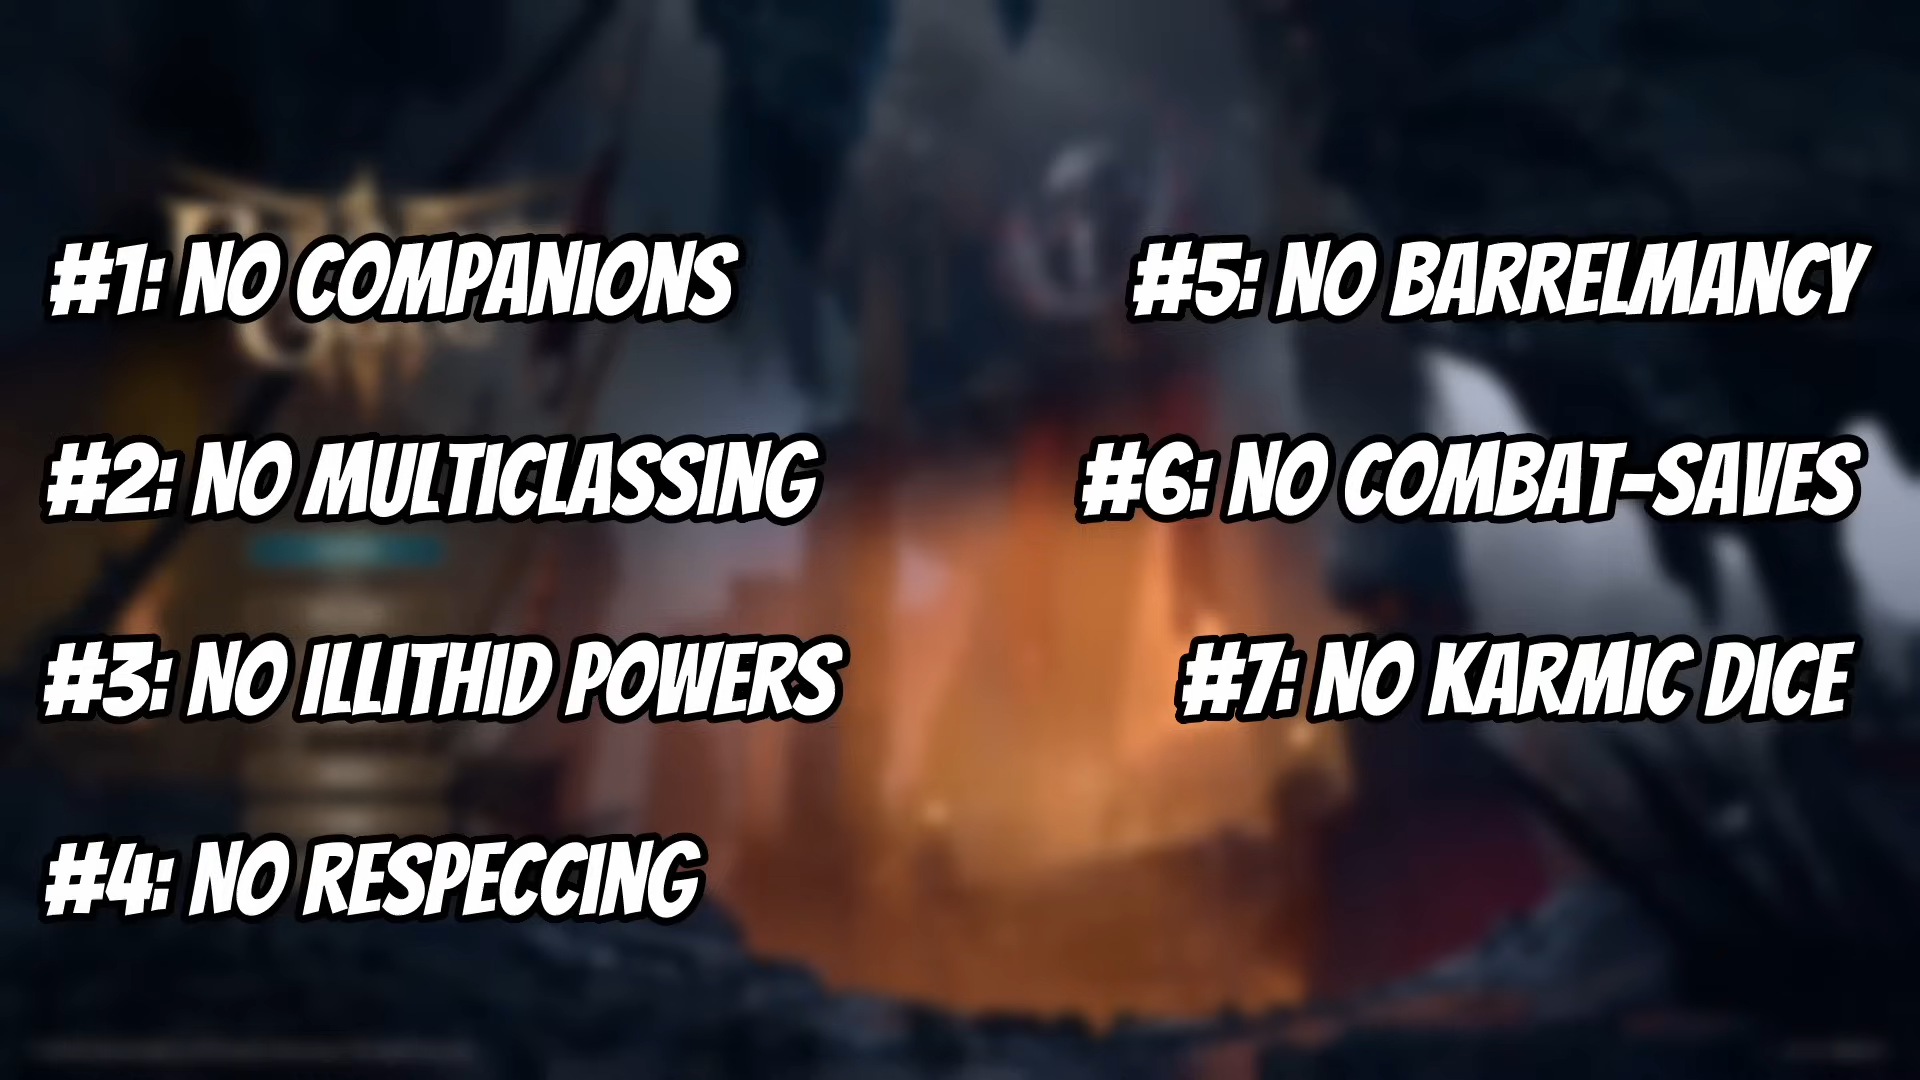 #1: NO COMPANIONS
#2: NO MULTICLASSING
#3: NO ILLITHID POWERS
#4: NO RESPECCING
#5: NO BARRELMANCY
#6: NO COMBAT-SAVES
#7: NO KARMIC DICE